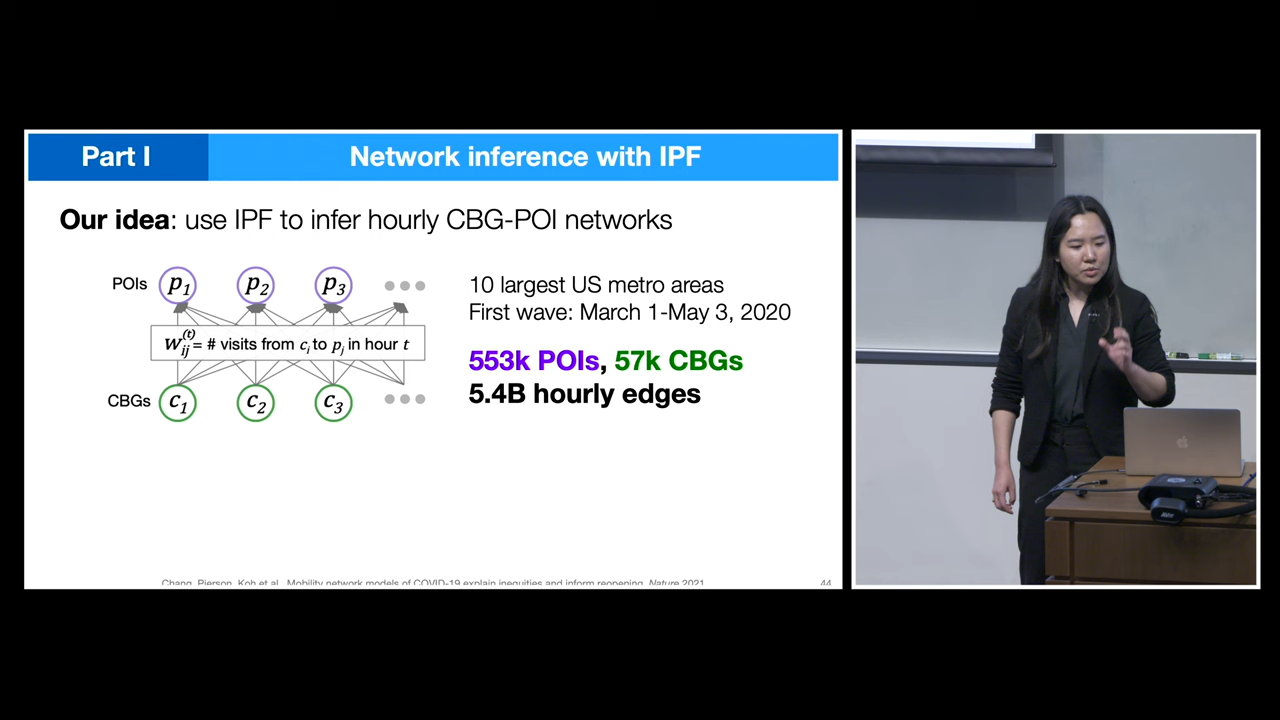 Part I
Network inference with IPF
Our idea: use IPF to infer hourly CBG-POI networks
POIs p1 p2 p3
W_ij^(t) = # visits from c_i to p_j in hour t
CBGs c1 c2 c3
10 largest US metro areas
First wave: March 1-May 3, 2020
553k POIs, 57k CBGs
5.4B hourly edges
Chang, Pierson, Koh et al. Mobility network models of COVID-19 explain inequities and inform reopening. Nature 2021
44